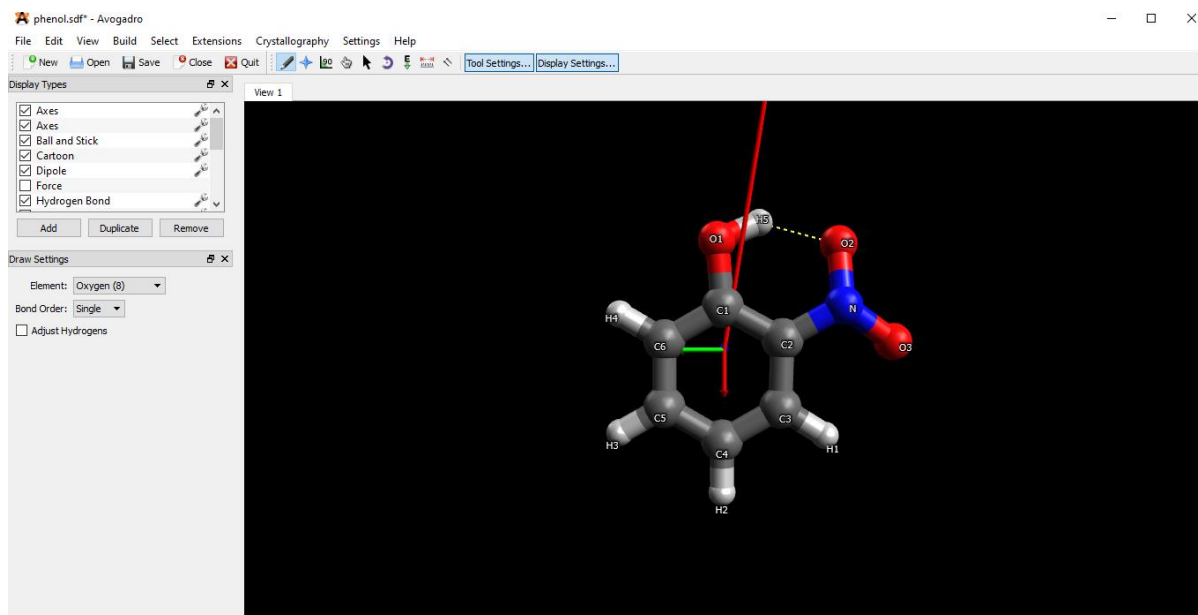 phenol.sdf* - Avogadro
File Edit View Build Select Extensions Crystallography Settings Help
New Open Save Close Quit Tool Settings... Display Settings...
Display Types
View 1
Axes
Axes
Ball and Stick
Cartoon
Dipole
Force
Hydrogen Bond
Add Duplicate Remove
Draw Settings
Element: Oxygen (8)
Bond Order: Single
Adjust Hydrogens
H5
O1 O2
C1 N
H4
C6 C2 O3
C5 C3
H3 H1
C4
H2